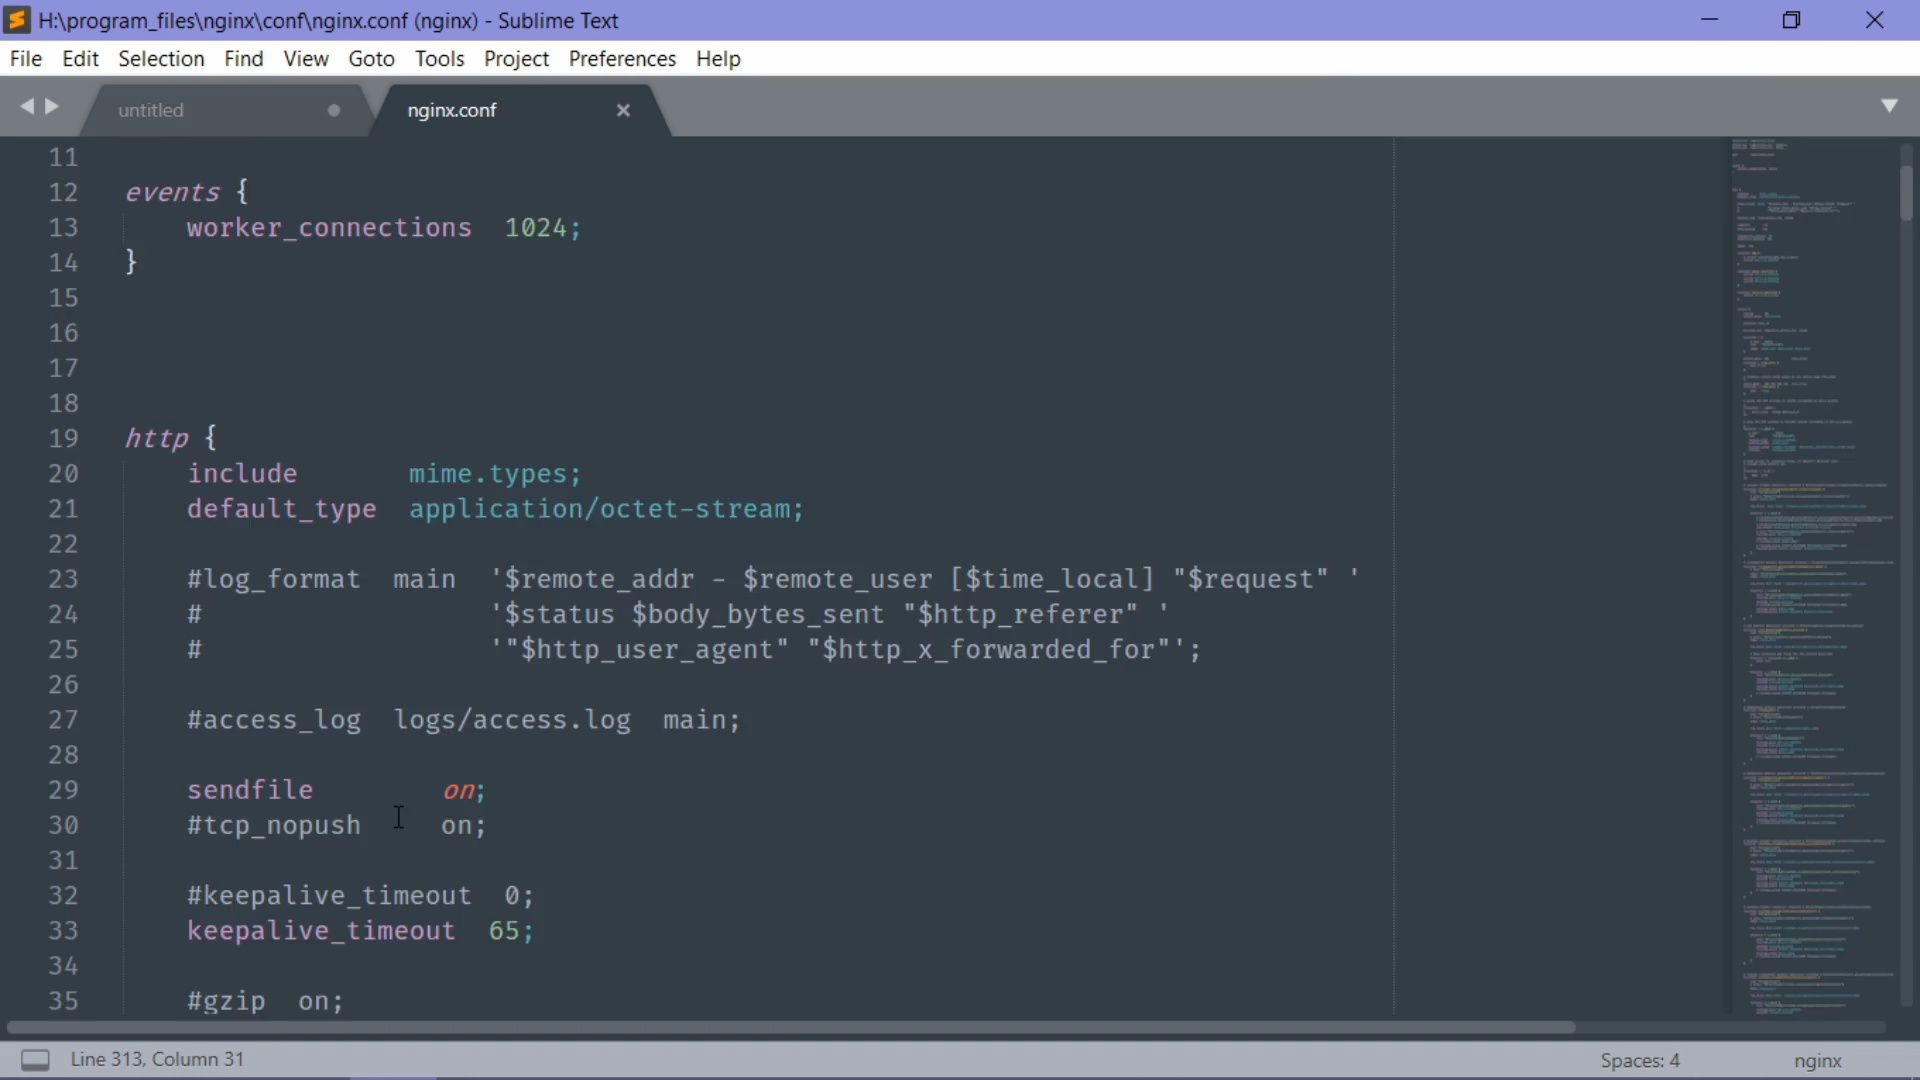 H:\program_files\nginx\conf\nginx.conf (nginx) - Sublime Text
File Edit Selection Find View Goto Tools Project Preferences Help
untitled nginx.conf
11
12 events {
13 worker_connections 1024;
14 }
15
16
17
18
19 http {
20 include mime.types;
21 default_type application/octet-stream;
22
23 #log_format main '$remote_addr - $remote_user [$time_local] "$request" '
24 # '$status $body_bytes_sent "$http_referer" '
25 # '"$http_user_agent" "$http_x_forwarded_for"';
26
27 #access_log logs/access.log main;
28
29 sendfile on;
30 #tcp_nopush on;
31
32 #keepalive_timeout 0;
33 keepalive_timeout 65;
34
35 #gzip on;
Line 313, Column 31 Spaces: 4 nginx